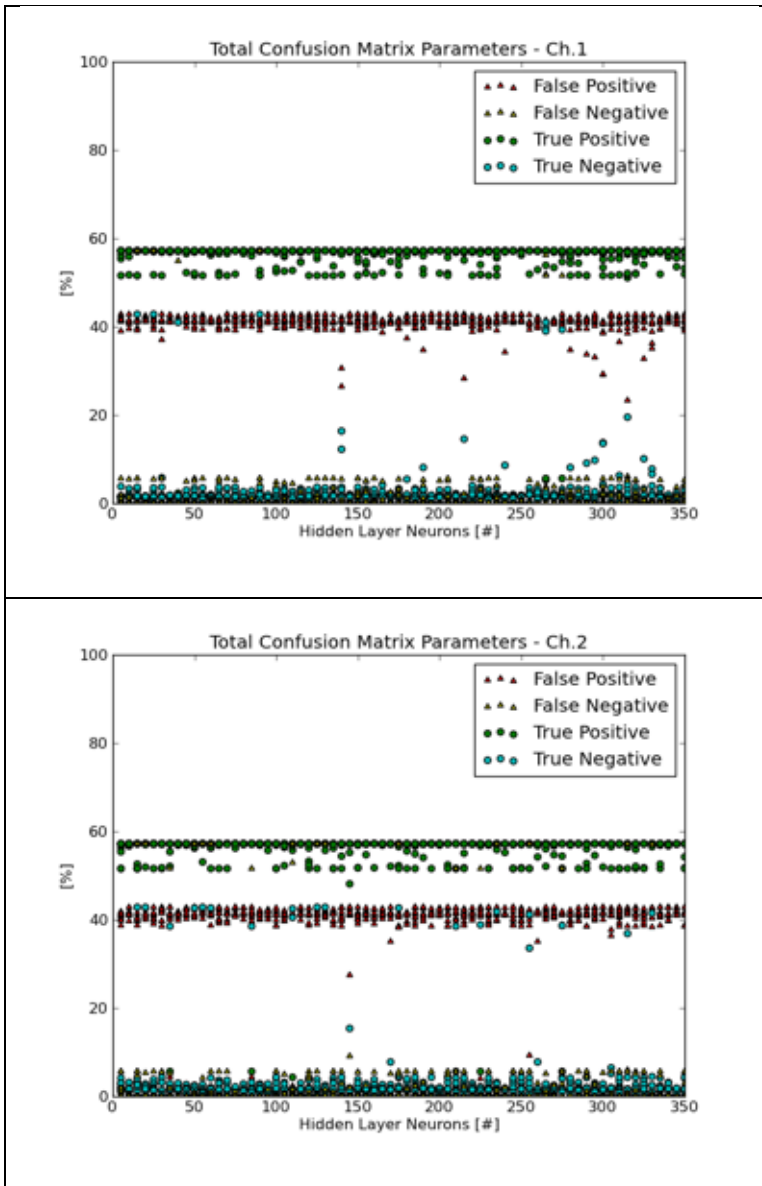 Total Confusion Matrix Parameters - Ch.1
100
80
60
40
20
0
[%]
False Positive
False Negative
True Positive
True Negative
0 50 100 150 200 250 300 350
Hidden Layer Neurons [#]
Total Confusion Matrix Parameters - Ch.2
100
80
60
40
20
0
[%]
False Positive
False Negative
True Positive
True Negative
0 50 100 150 200 250 300 350
Hidden Layer Neurons [#]